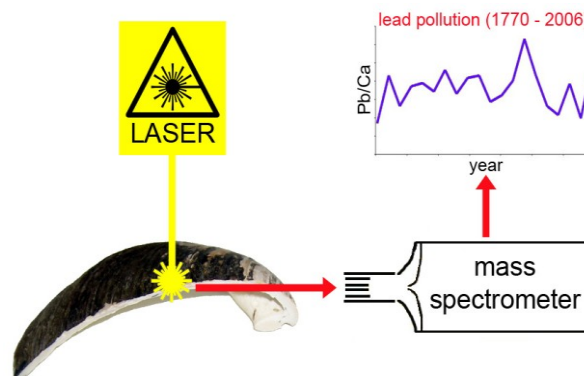 lead pollution (1770 - 2006
Pb/Ca
year
LASER
mass
spectrometer